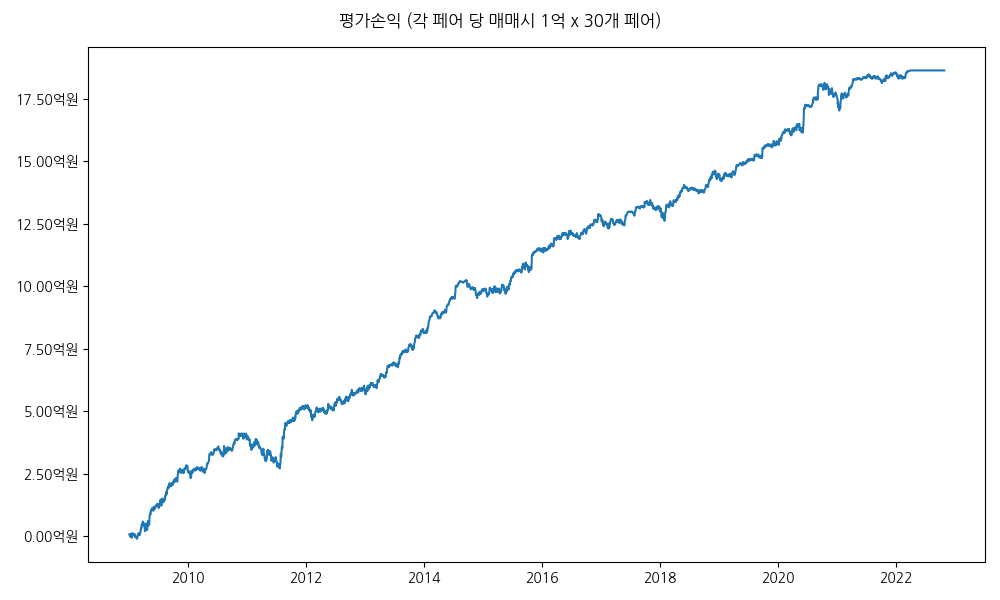 평가손익 (각 페어 당 매매시 1억 x 30개 페어)
17.50억원
15.00억원
12.50억원
10.00억원
7.50억원
5.00억원
2.50억원
0.00억원
2010 2012 2014 2016 2018 2020 2022